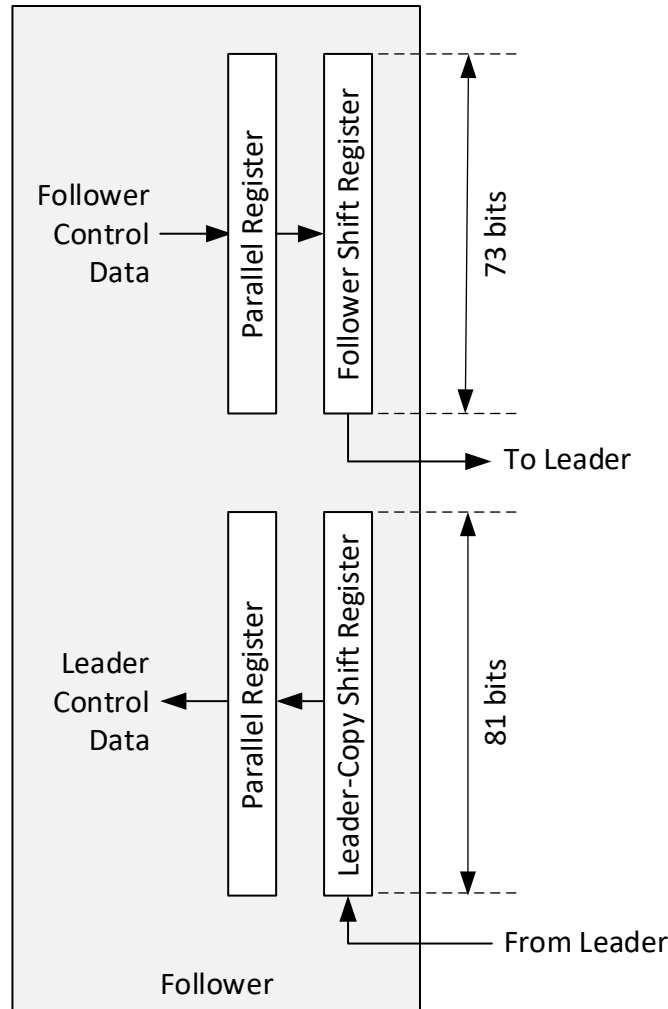 Follower
Control
Data
Parallel Register
Follower Shift Register
73 bits
To Leader
Leader
Control
Data
Parallel Register
Leader-Copy Shift Register
81 bits
From Leader
Follower